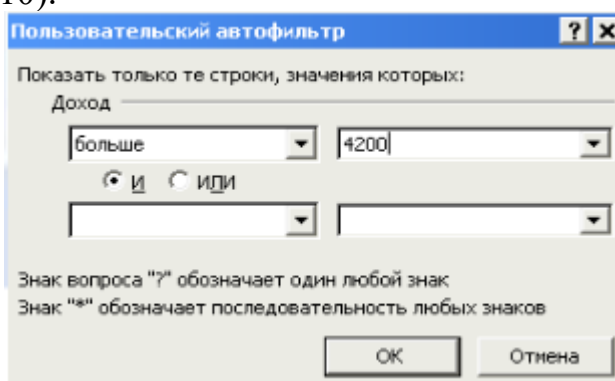 10).
Пользовательский автофильтр
Показать только те строки, значения которых:
Доход
больше 4200
И ИЛИ
Знак вопроса "?" обозначает один любой знак
Знак "*" обозначает последовательность любых знаков
ОК Отмена